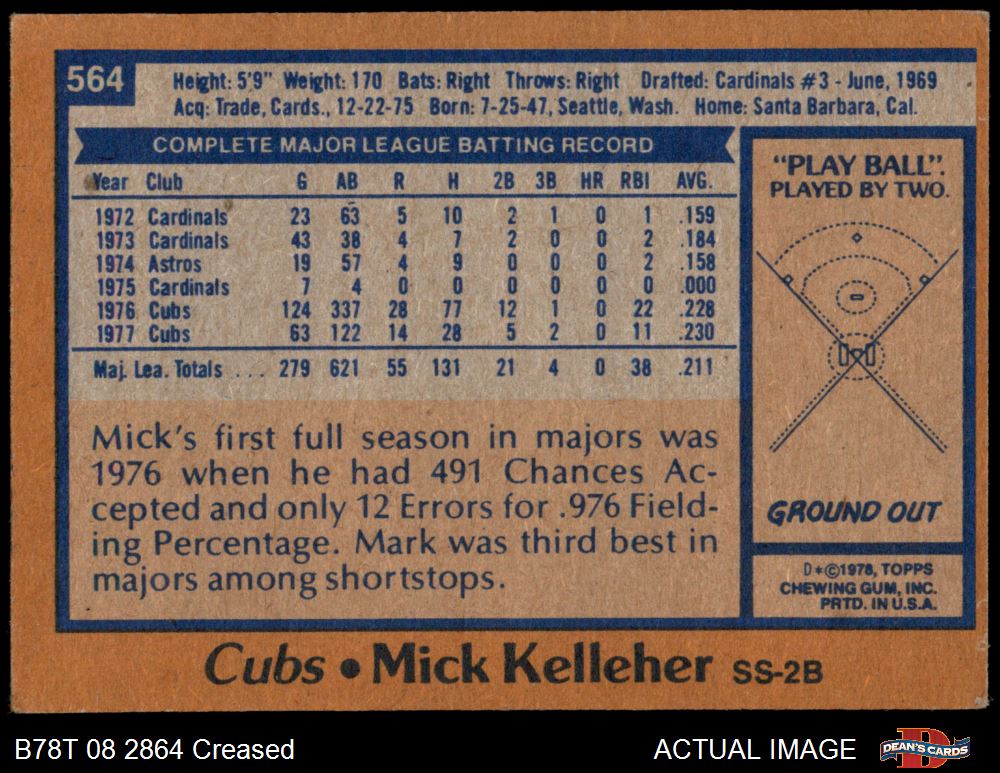 564
Height: 5'9" Weight: 170 Bats: Right Throws: Right Drafted: Cardinals #3 - June, 1969
Acq: Trade, Cards., 12-22-75 Born: 7-25-47, Seattle, Wash. Home: Santa Barbara, Cal.
COMPLETE MAJOR LEAGUE BATTING RECORD
Year Club G AB R H 2B 3B HR RBI AVG.
1972 Cardinals 23 63 5 10 2 1 0 1 .159
1973 Cardinals 43 38 4 7 2 0 0 2 .184
1974 Astros 19 57 4 9 0 0 0 2 .158
1975 Cardinals 7 4 0 0 0 0 0 0 .000
1976 Cubs 124 337 28 77 12 1 0 22 .228
1977 Cubs 63 122 14 28 5 2 0 11 .230
Maj. Lea. Totals ... 279 621 55 131 21 4 0 38 .211
Mick's first full season in majors was
1976 when he had 491 Chances Ac-
cepted and only 12 Errors for .976 Field-
ing Percentage. Mark was third best in
majors among shortstops.
"PLAY BALL".
PLAYED BY TWO.
GROUND OUT
D*©1978, TOPPS
CHEWING GUM, INC.
PRTD. IN U.S.A.
Cubs • Mick Kelleher SS-2B
B78T 08 2864 Creased
ACTUAL IMAGE
DEAN'S CARDS